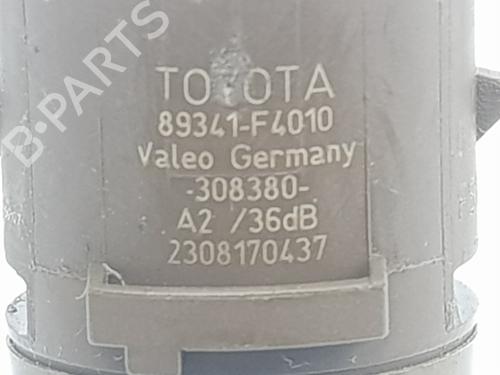 B-PARTS
TOYOTA
89341-F4010
Valeo Germany
-308380-
A2 /36dB
2308170437